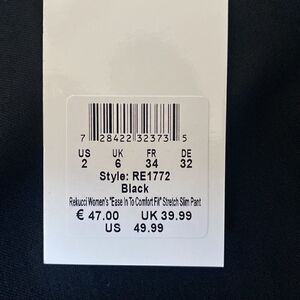 7 28422 32373 5
US UK FR DE
2 6 34 32
Style: RE1772
Black
Rekucci Women's "Ease In To Comfort Fit" Stretch Slim Pant
€ 47.00 UK 39.99
US 49.99